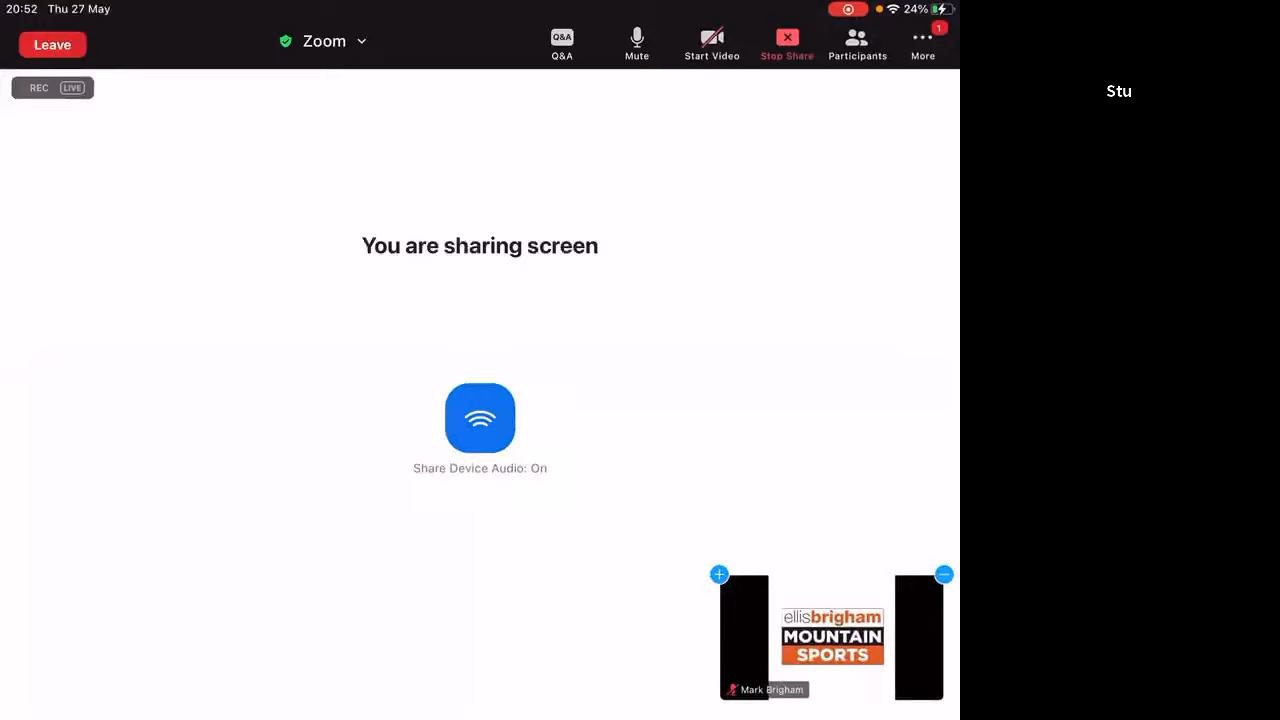 20:52 Thu 27 May
24%
Leave
Zoom
Q&A
Q&A
Mute
Start Video
Stop Share
Participants
More
1
REC LIVE
Stu
You are sharing screen
Share Device Audio: On
ellisbrigham
MOUNTAIN
SPORTS
Mark Brigham